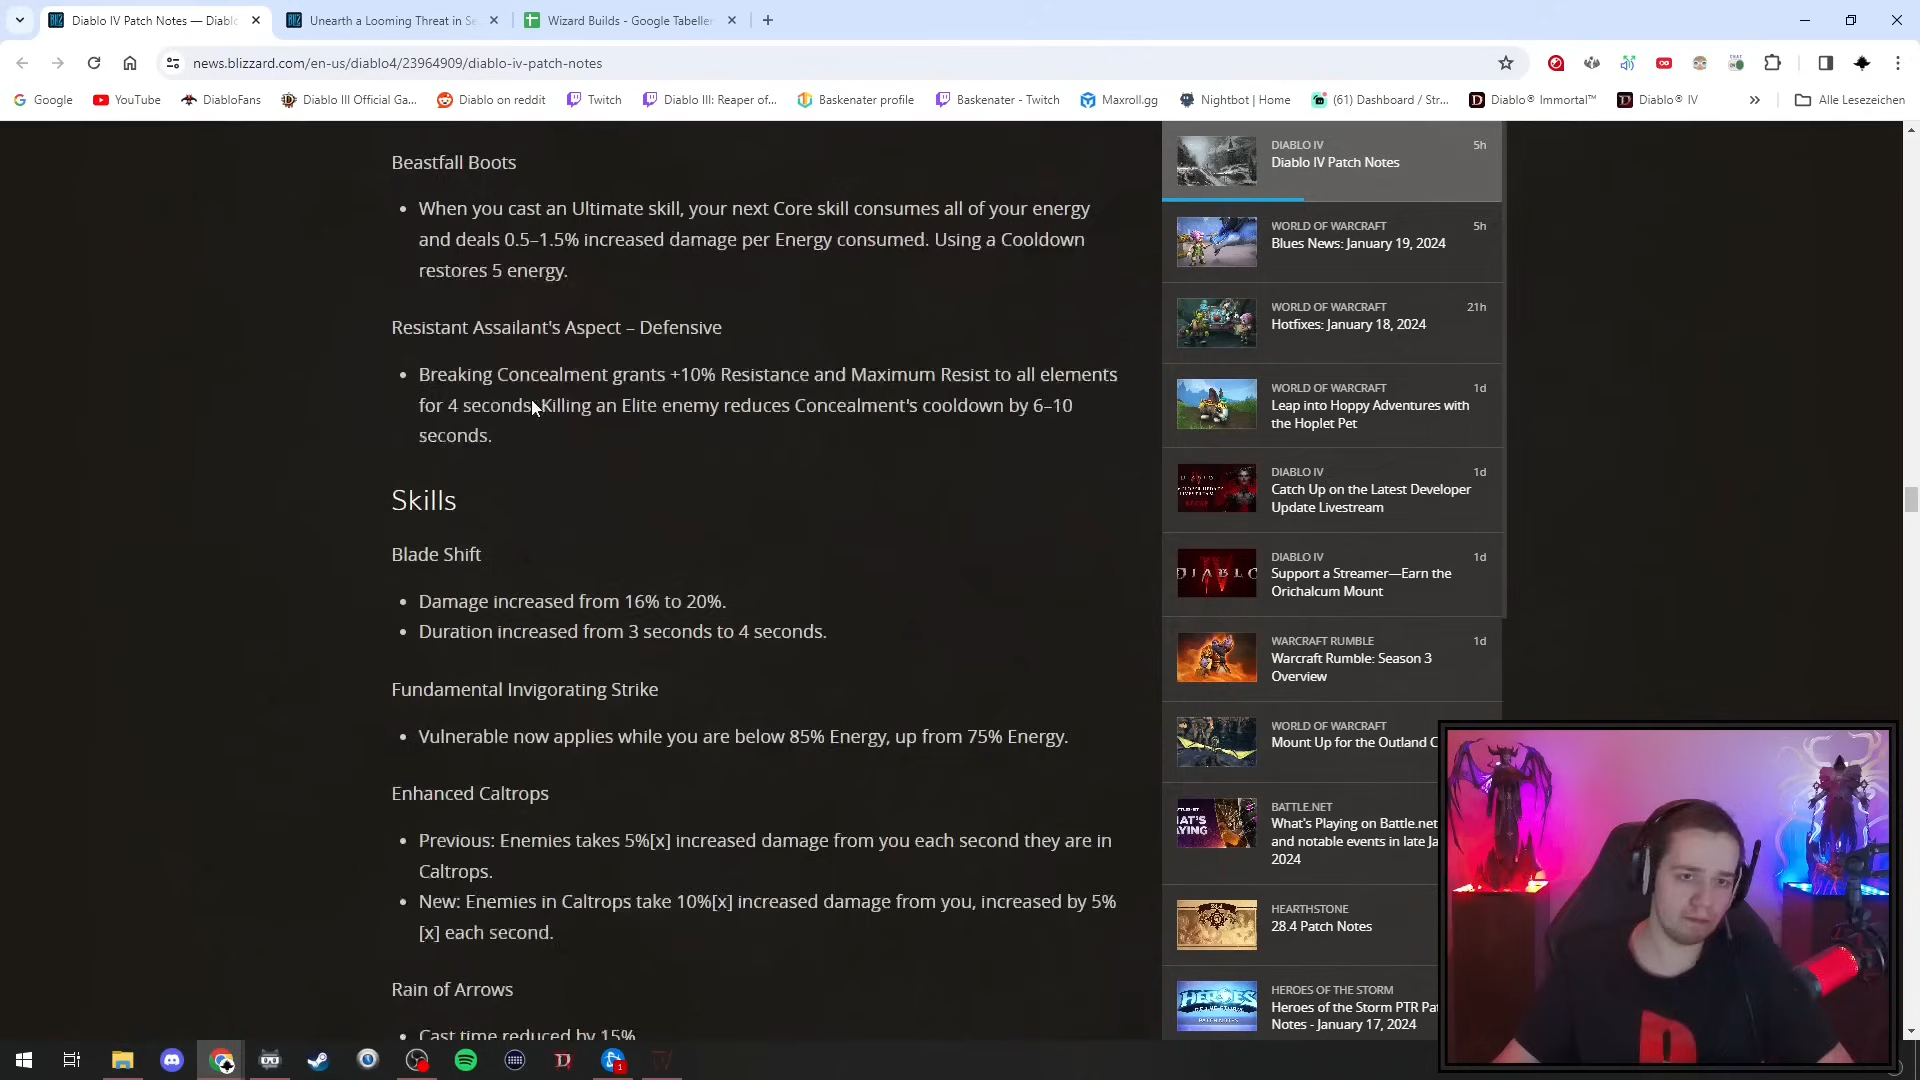 Diablo IV Patch Notes — Diablo
Unearth a Looming Threat in Se
Wizard Builds - Google Tabellen
news.blizzard.com/en-us/diablo4/23964909/diablo-iv-patch-notes
Google
YouTube
DiabloFans
Diablo III Official Ga...
Diablo on reddit
Twitch
Diablo III: Reaper of...
Baskenater profile
Baskenater - Twitch
Maxroll.gg
Nightbot | Home
(61) Dashboard / Str...
Diablo® Immortal™
Diablo® IV
Alle Lesezeichen
Beastfall Boots
• When you cast an Ultimate skill, your next Core skill consumes all of your energy
and deals 0.5–1.5% increased damage per Energy consumed. Using a Cooldown
restores 5 energy.
Resistant Assailant's Aspect – Defensive
• Breaking Concealment grants +10% Resistance and Maximum Resist to all elements
for 4 seconds. Killing an Elite enemy reduces Concealment's cooldown by 6–10
seconds.
Skills
Blade Shift
• Damage increased from 16% to 20%.
• Duration increased from 3 seconds to 4 seconds.
Fundamental Invigorating Strike
• Vulnerable now applies while you are below 85% Energy, up from 75% Energy.
Enhanced Caltrops
• Previous: Enemies takes 5%[x] increased damage from you each second they are in
Caltrops.
• New: Enemies in Caltrops take 10%[x] increased damage from you, increased by 5%
[x] each second.
Rain of Arrows
• Cast time reduced by 15%.
DIABLO IV 5h
Diablo IV Patch Notes
WORLD OF WARCRAFT 5h
Blues News: January 19, 2024
WORLD OF WARCRAFT 21h
Hotfixes: January 18, 2024
WORLD OF WARCRAFT 1d
Leap into Hoppy Adventures with
the Hoplet Pet
DIABLO IV 1d
Catch Up on the Latest Developer
Update Livestream
DIABLO IV 1d
Support a Streamer—Earn the
Orichalcum Mount
DIABLO
WARCRAFT RUMBLE 1d
Warcraft Rumble: Season 3
Overview
WORLD OF WARCRAFT
Mount Up for the Outland C
BATTLE.NET
What's Playing on Battle.net
and notable events in late Ja
2024
HEARTHSTONE
28.4 Patch Notes
28.4
HEROES OF THE STORM
Heroes of the Storm PTR Pat
Notes - January 17, 2024
HEROES
1